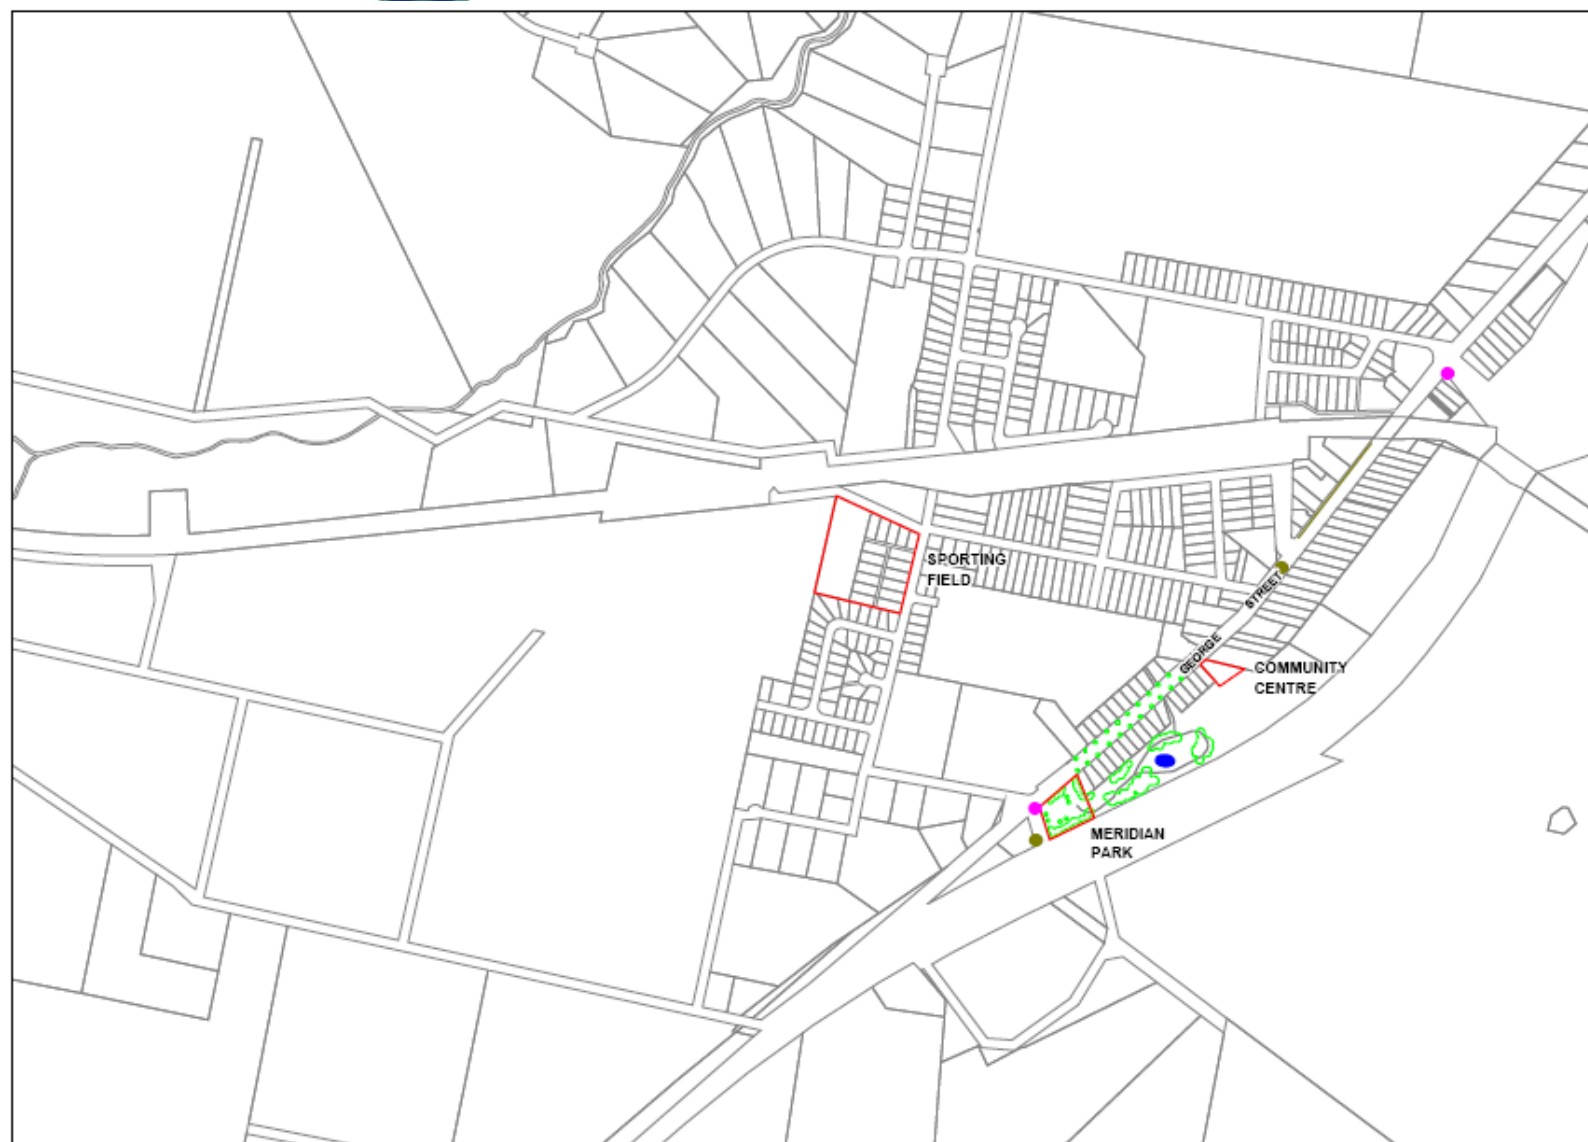 SPORTING
FIELD
STREET
GEORGE
COMMUNITY
CENTRE
MERIDIAN
PARK